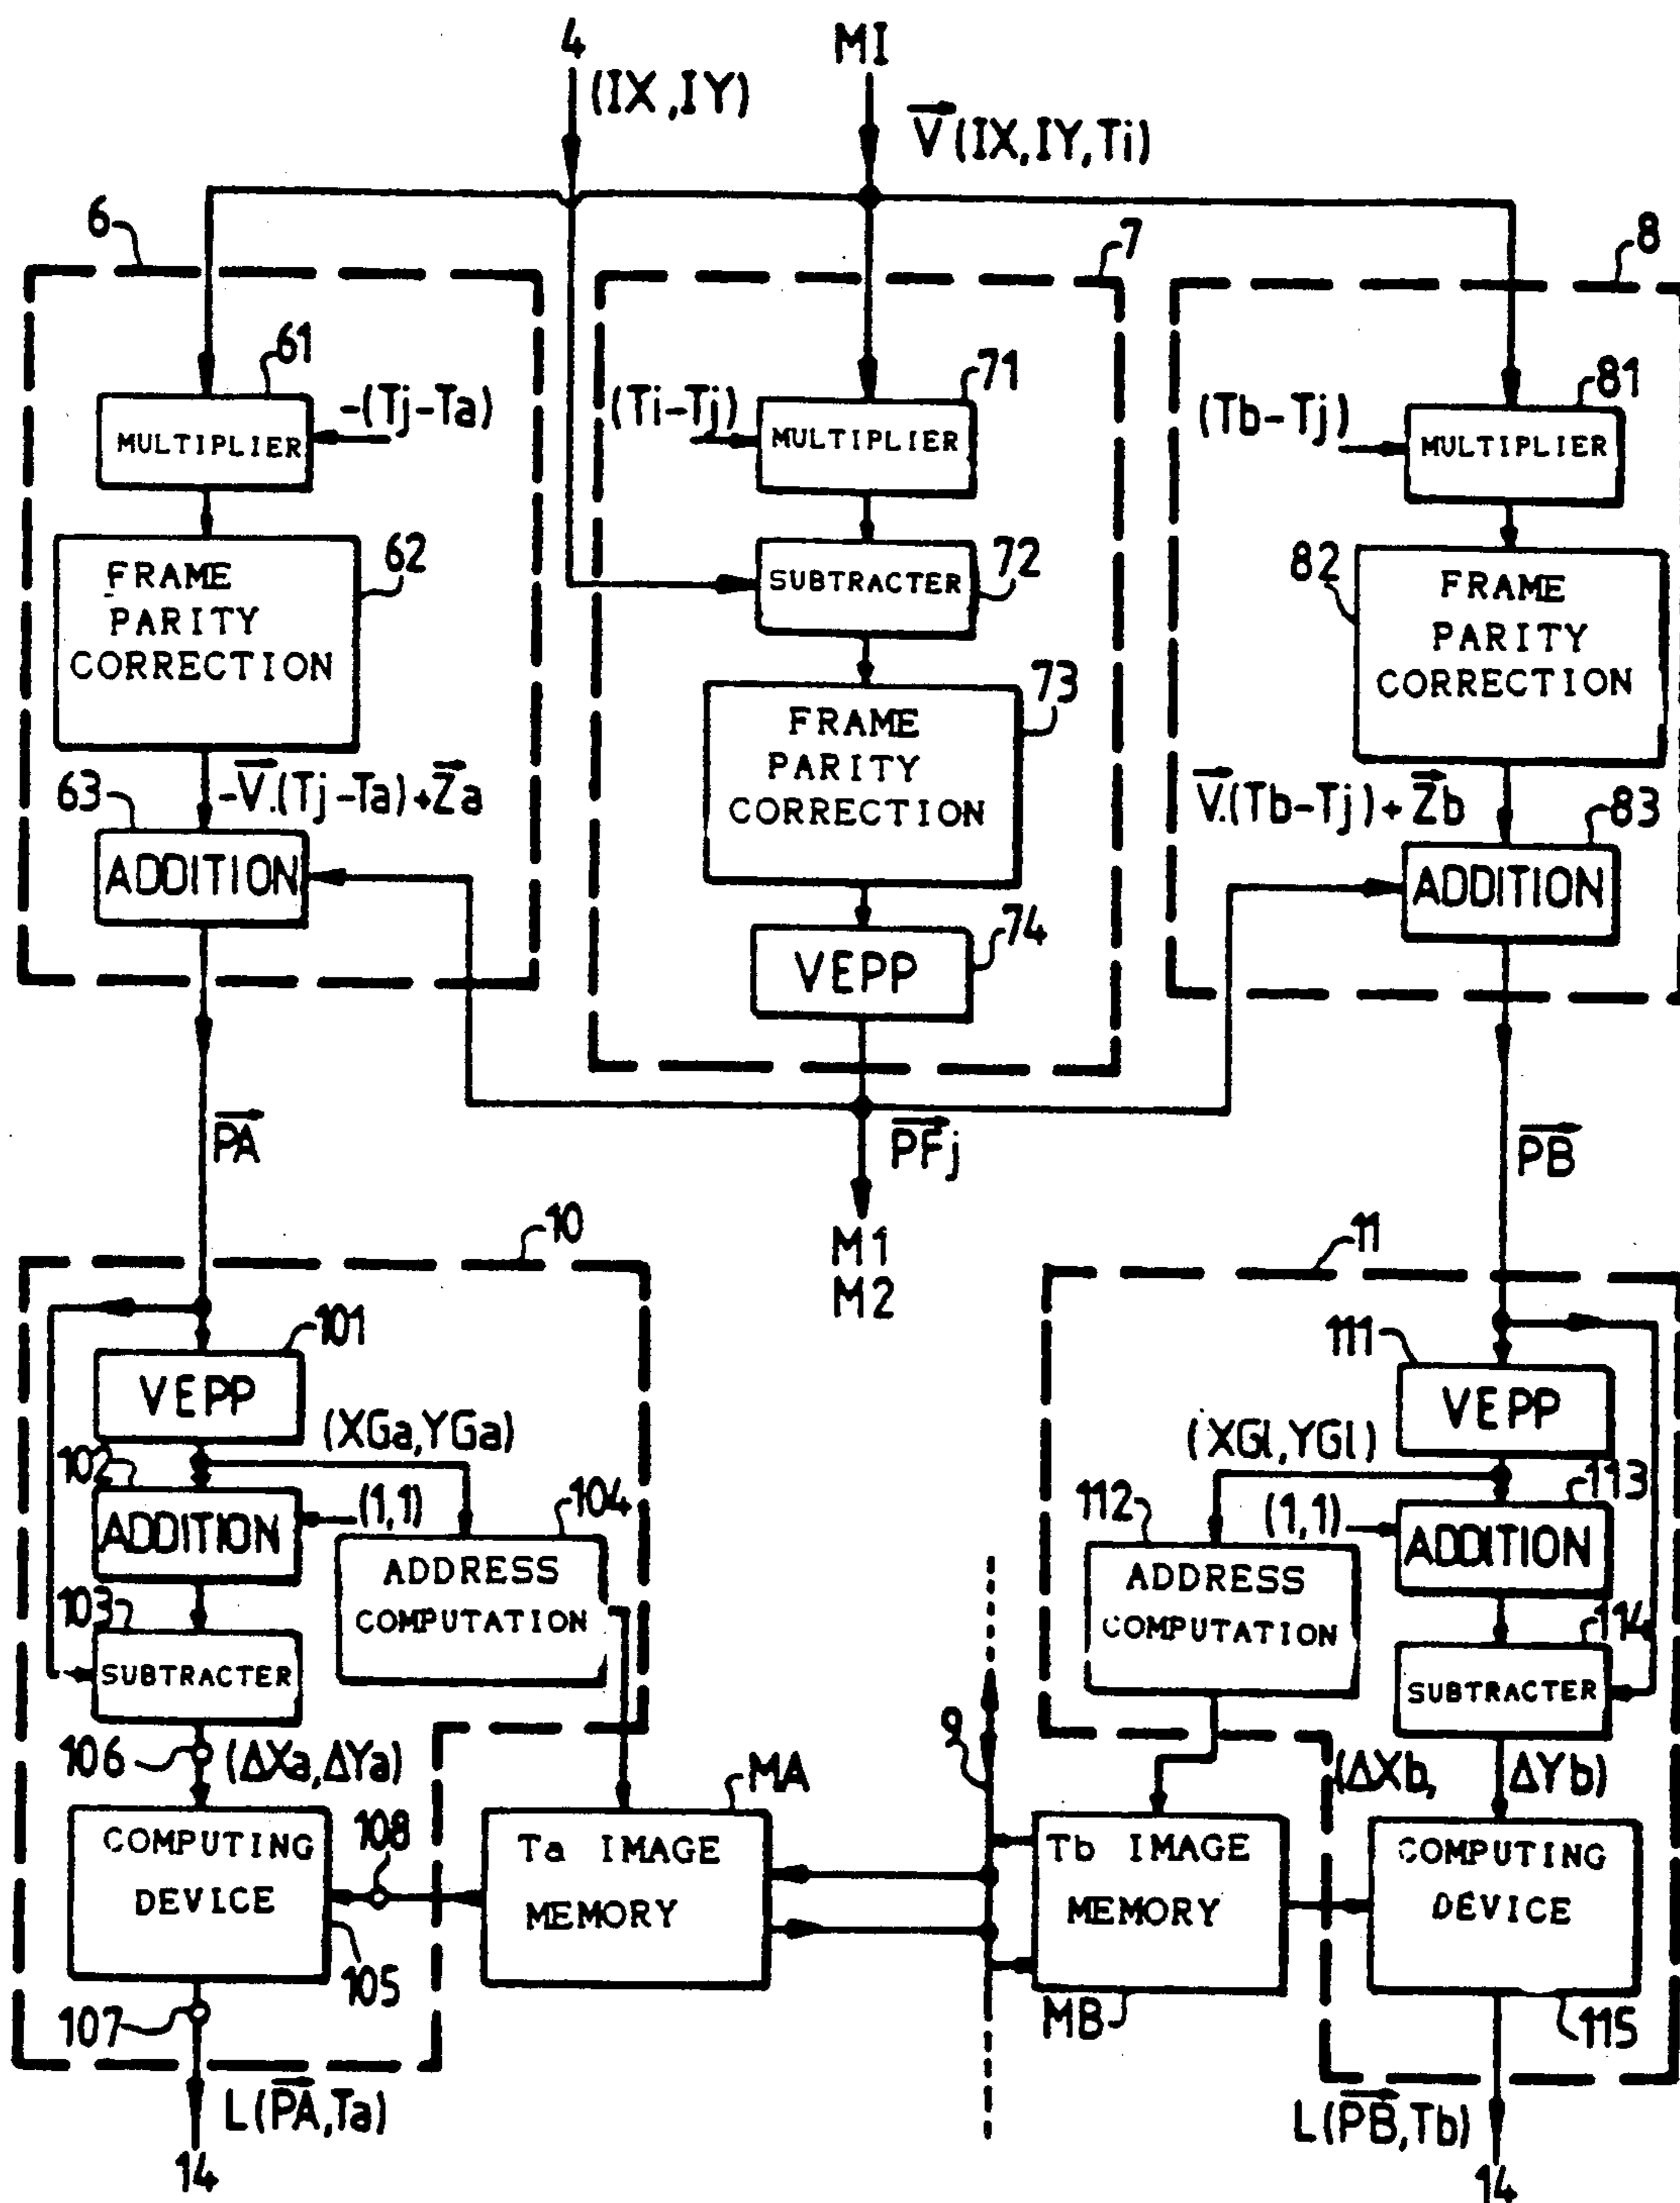 4
MI
(IX,IY)
V(IX,IY,Ti)
6
7
8
61
-(Tj-Ta)
MULTIPLIER
(Ti-Tj)
71
MULTIPLIER
(Tb-Tj)
81
MULTIPLIER
62
FRAME
PARITY
CORRECTION
SUBTRACTER
72
82
FRAME
PARITY
CORRECTION
73
FRAME
PARITY
CORRECTION
63
-V.(Tj-Ta)+Za
ADDITION
V.(Tb-Tj)+Zb
83
ADDITION
74
VEPP
PA
PFj
PB
M1
M2
10
11
101
VEPP
(XGa,YGa)
102
ADDITION
(1,1)
104
ADDRESS
COMPUTATION
103
SUBTRACTER
106
(ΔXa,ΔYa)
111
VEPP
(XGl,YGl)
113
112
(1,1)
ADDITION
ADDRESS
COMPUTATION
114
SUBTRACTER
9
(ΔXb,
ΔYb)
MA
COMPUTING
DEVICE
108
Ta IMAGE
MEMORY
Tb IMAGE
MEMORY
COMPUTING
DEVICE
105
107
MB
115
L(PA,Ta)
14
L(PB,Tb)
14